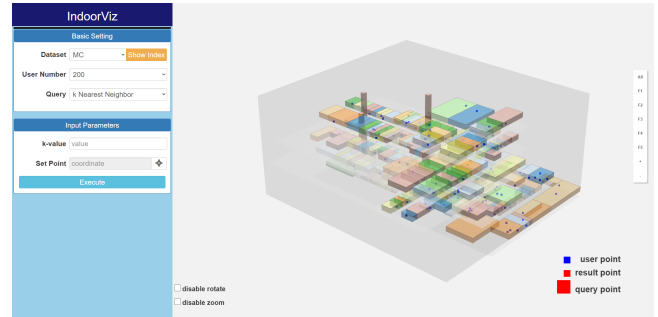 IndoorViz
Basic Setting
Dataset MC Show Index
User Number 200
Query k Nearest Neighbor
Input Parameters
k-value value
Set Point coordinate
Execute
disable rotate
disable zoom
All
F1
F2
F3
F4
F5
+
-
user point
result point
query point